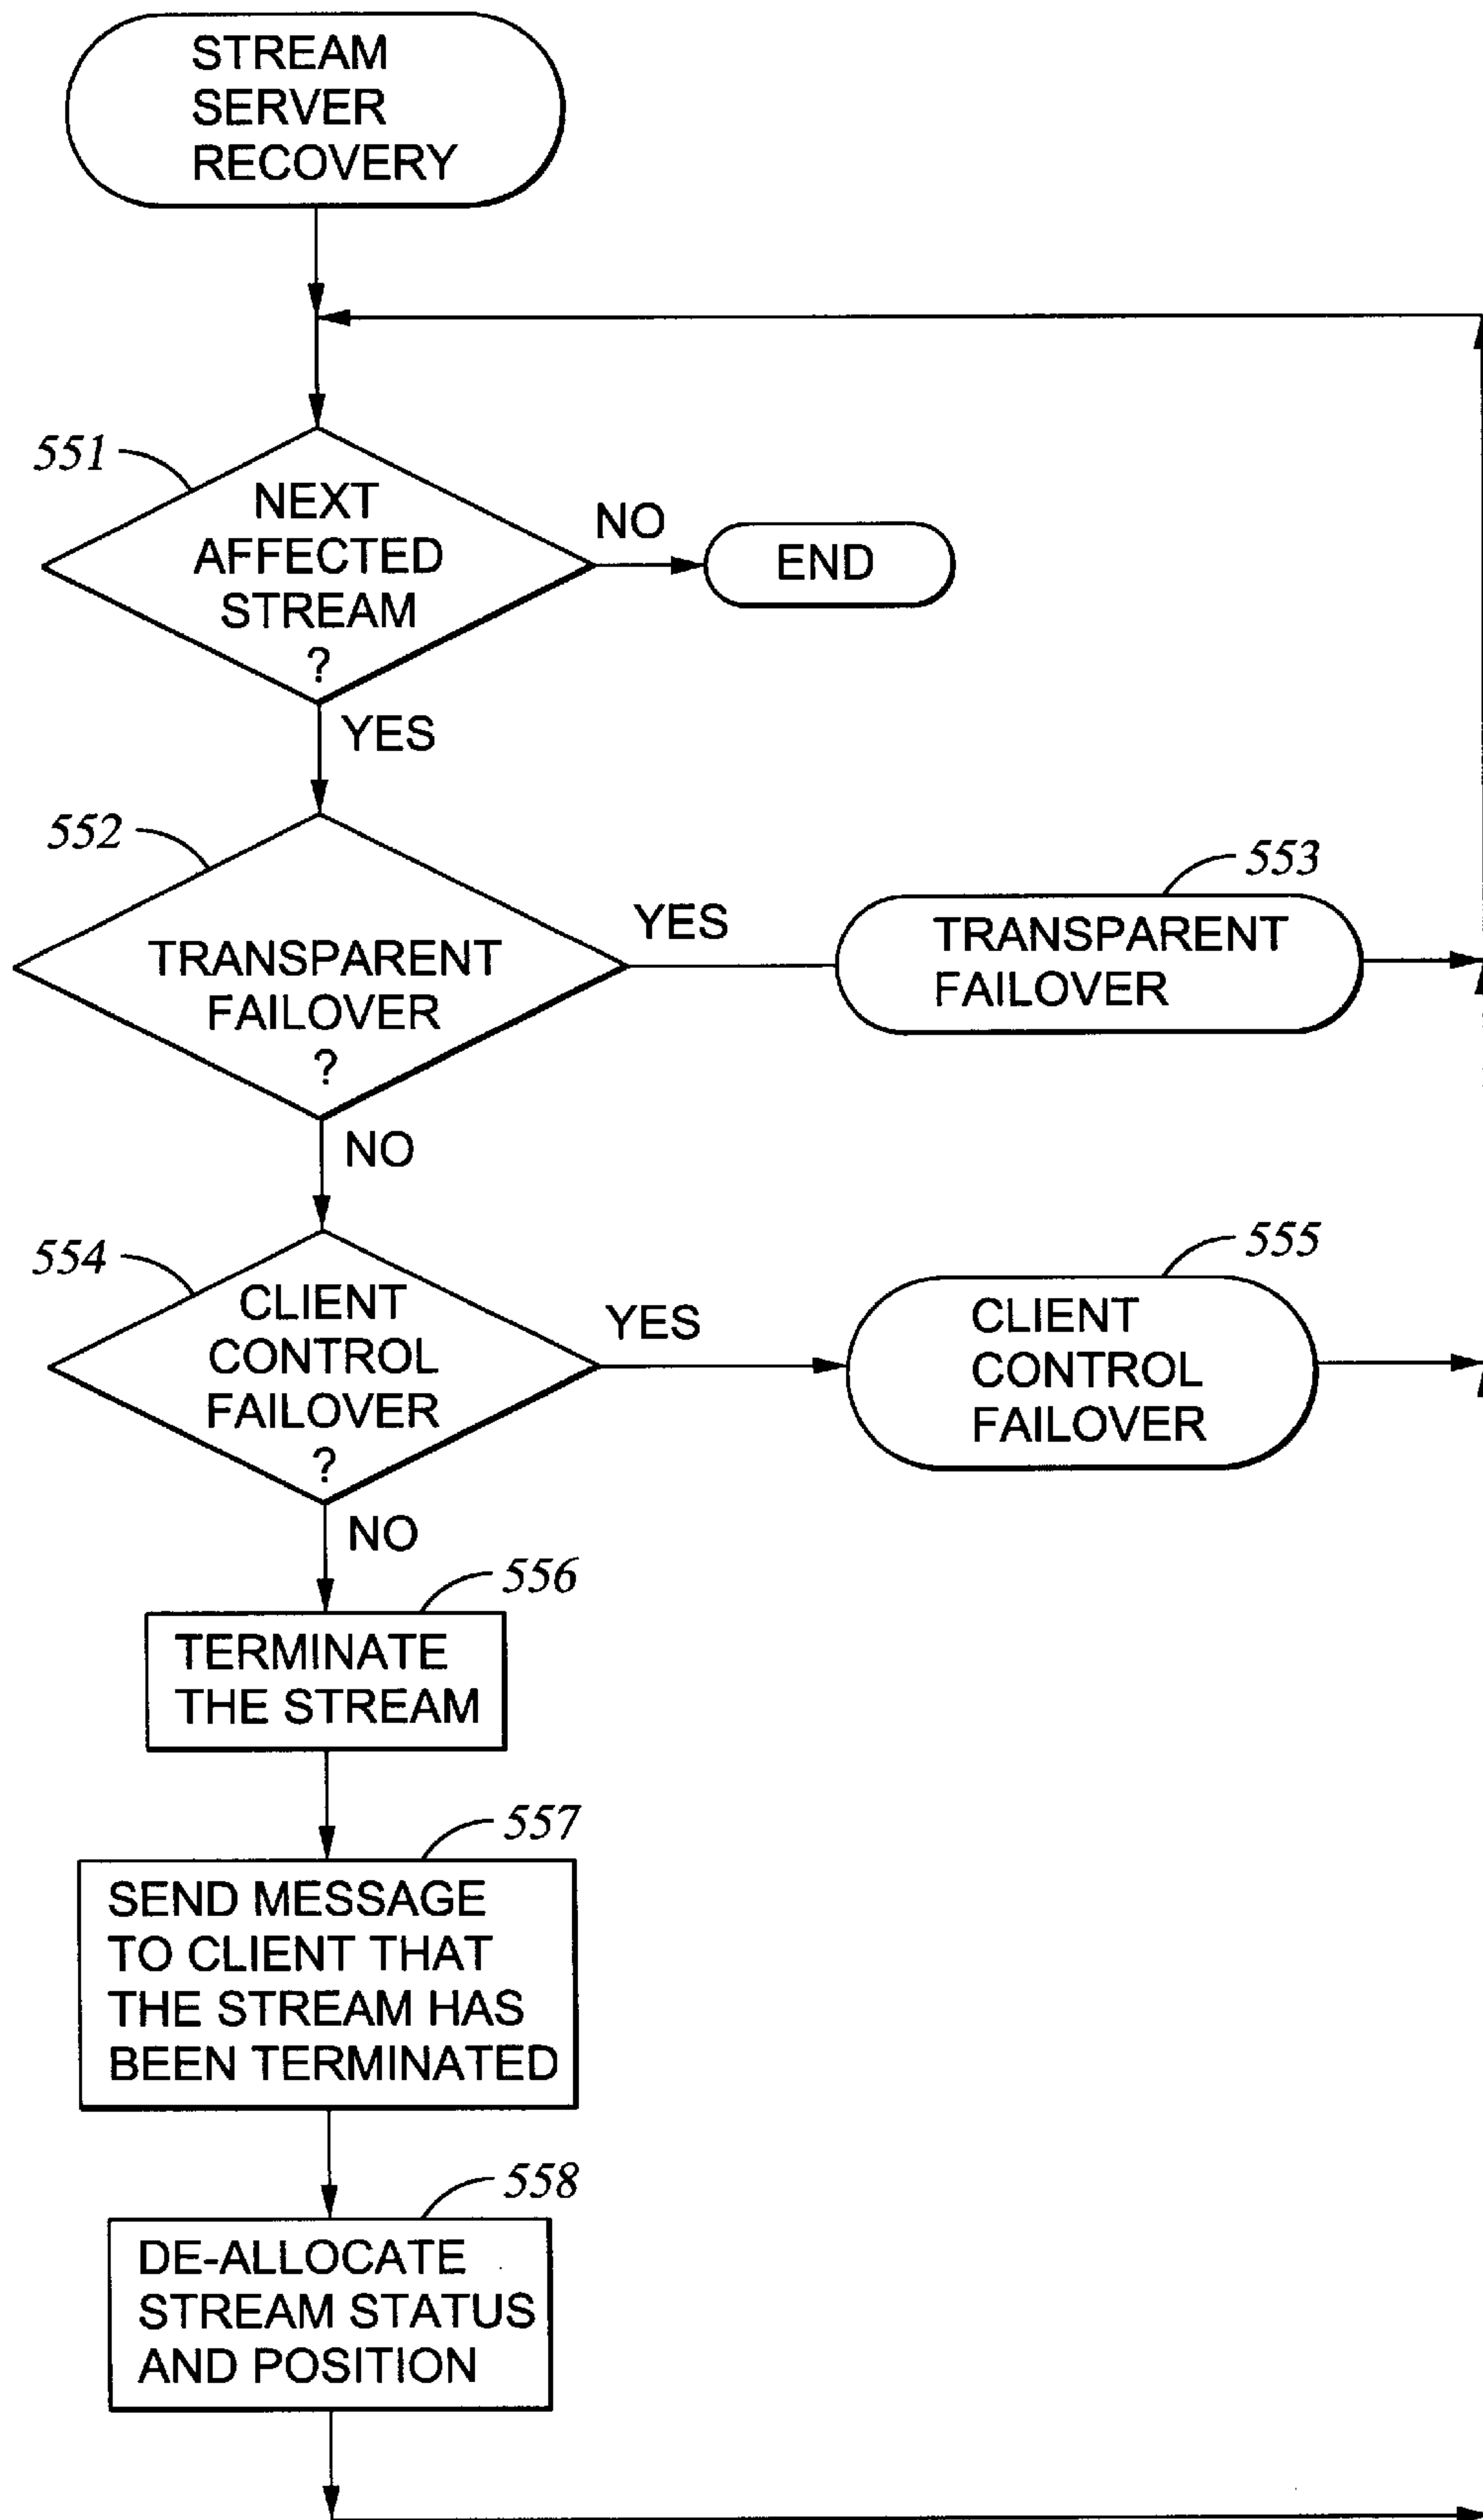 STREAM
SERVER
RECOVERY
551
NEXT
AFFECTED
STREAM
?
NO
END
YES
552
TRANSPARENT
FAILOVER
?
YES
553
TRANSPARENT
FAILOVER
NO
554
CLIENT
CONTROL
FAILOVER
?
YES
555
CLIENT
CONTROL
FAILOVER
NO
556
TERMINATE
THE STREAM
557
SEND MESSAGE
TO CLIENT THAT
THE STREAM HAS
BEEN TERMINATED
558
DE-ALLOCATE
STREAM STATUS
AND POSITION